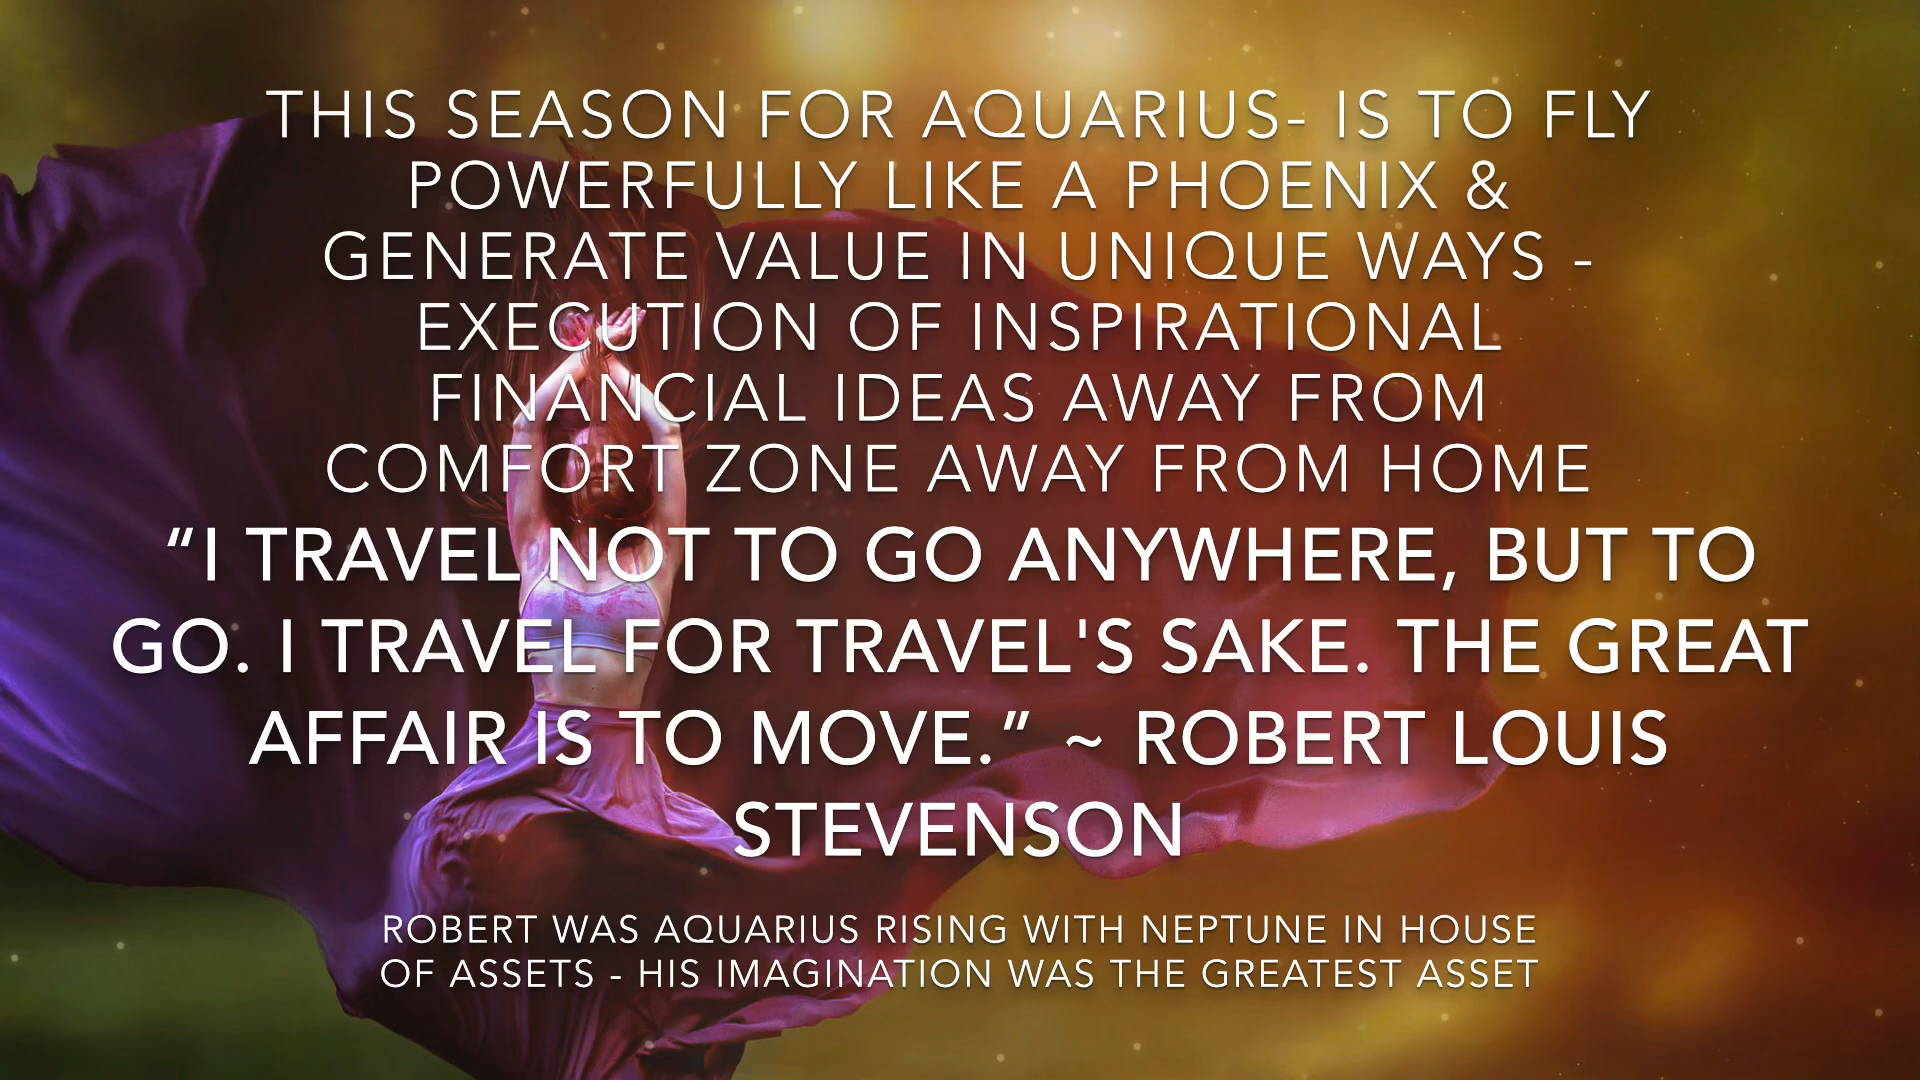 THIS SEASON FOR AQUARIUS- IS TO FLY
POWERFULLY LIKE A PHOENIX &
GENERATE VALUE IN UNIQUE WAYS -
EXECUTION OF INSPIRATIONAL
FINANCIAL IDEAS AWAY FROM
COMFORT ZONE AWAY FROM HOME
“I TRAVEL NOT TO GO ANYWHERE, BUT TO
GO. I TRAVEL FOR TRAVEL'S SAKE. THE GREAT
AFFAIR IS TO MOVE.” ~ ROBERT LOUIS
STEVENSON
ROBERT WAS AQUARIUS RISING WITH NEPTUNE IN HOUSE
OF ASSETS - HIS IMAGINATION WAS THE GREATEST ASSET